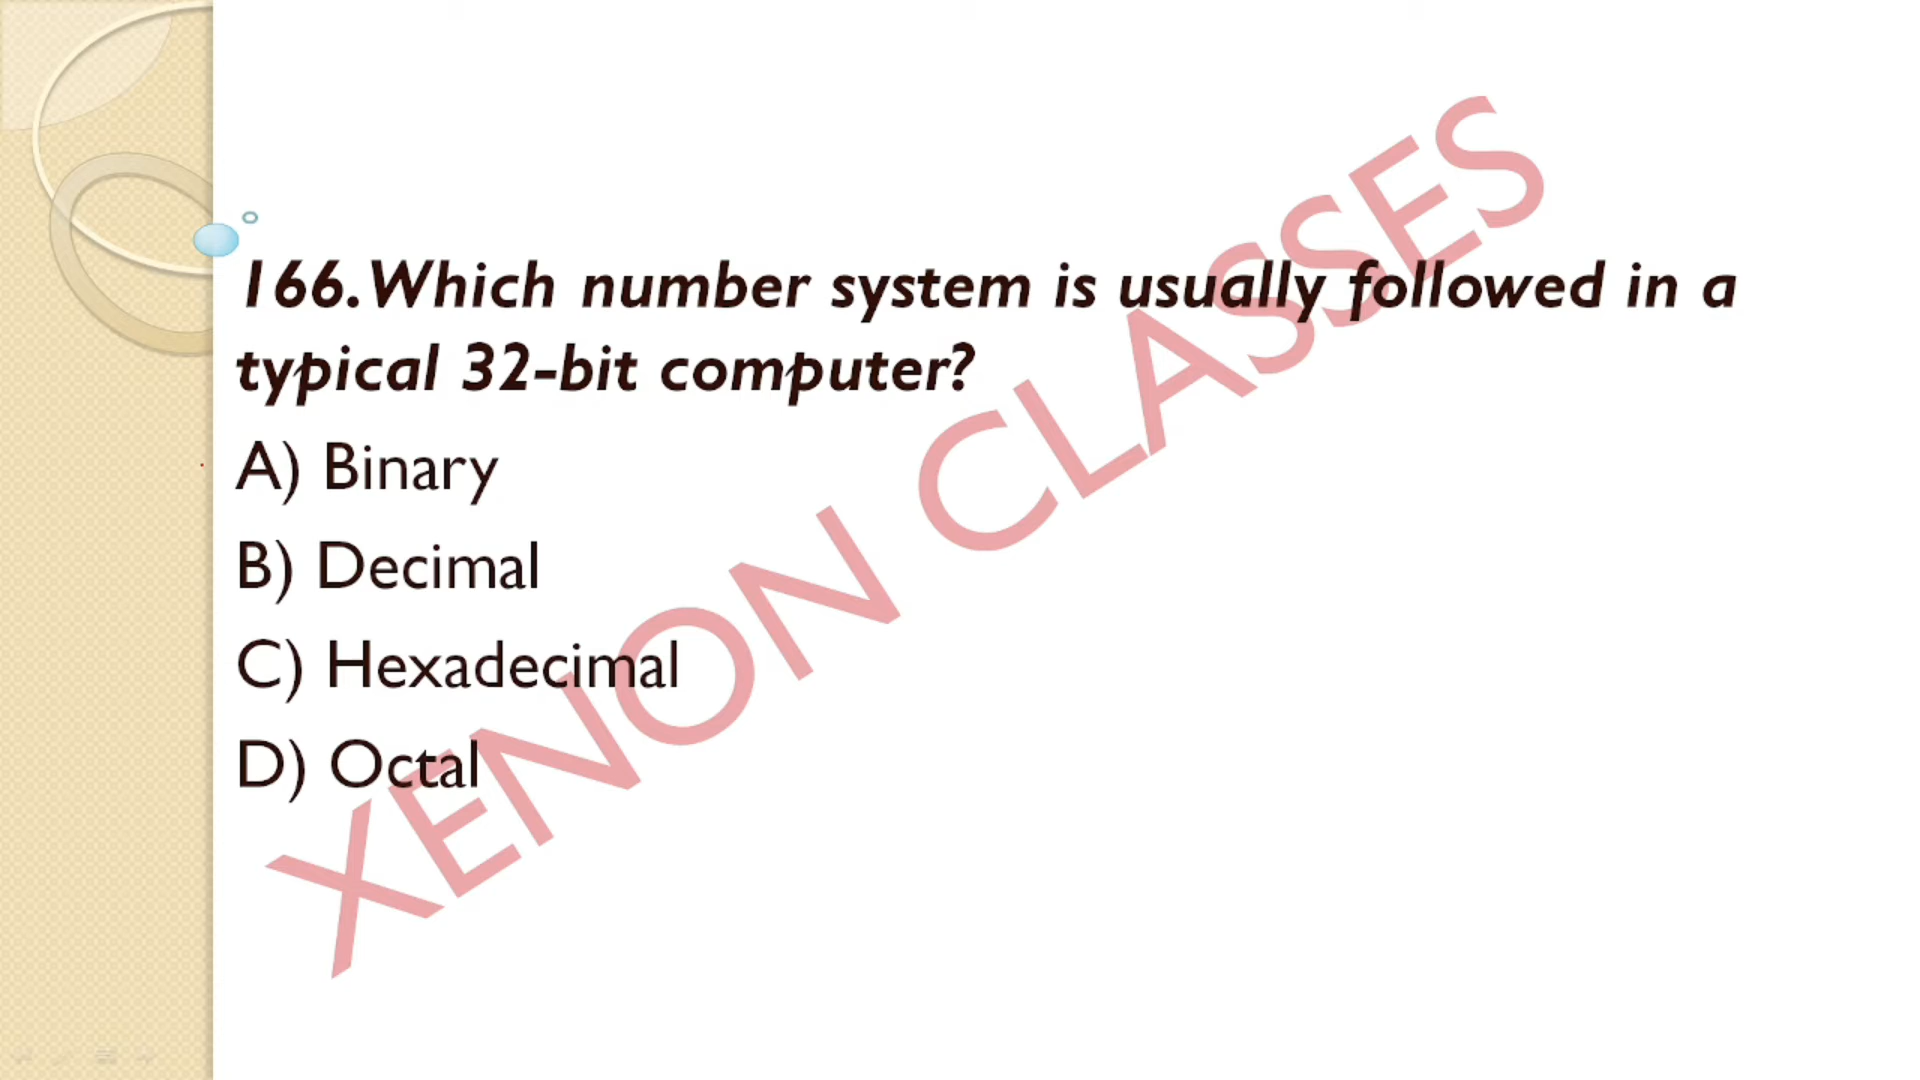 166. Which number system is usually followed in a
typical 32-bit computer?
A) Binary
B) Decimal
C) Hexadecimal
D) Octal
XENON CLASSES